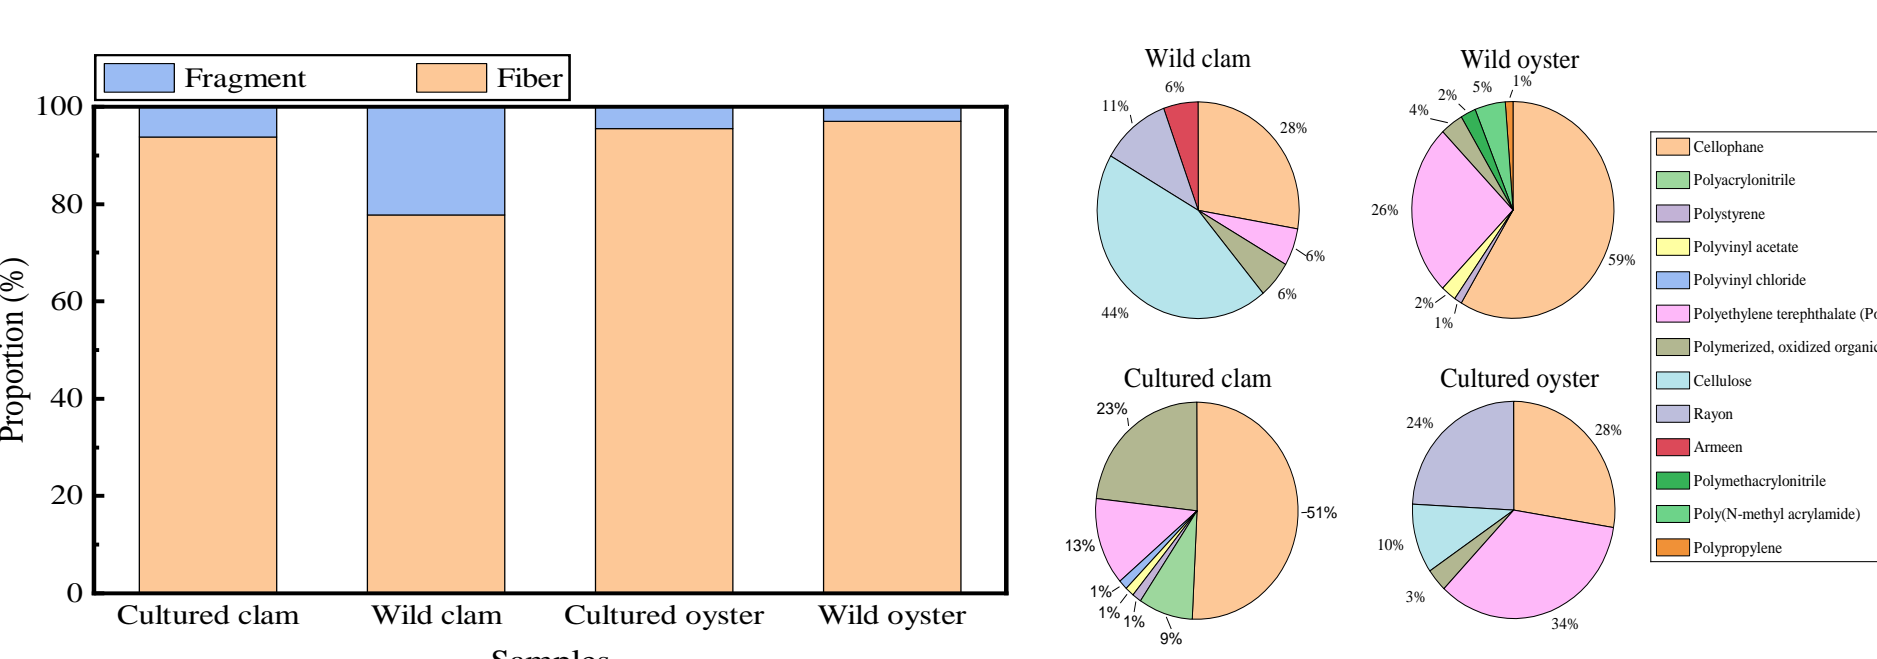 Fragment Fiber
100
80
60
40
20
0
Proportion (%)
Cultured clam Wild clam Cultured oyster Wild oyster
Samples
Wild clam
6%
11%
28%
6%
6%
44%
Wild oyster
1%
5%
2%
4%
26%
59%
2%
1%
Cultured clam
23%
51%
13%
1%
1%
1%
9%
Cultured oyster
24%
28%
10%
3%
34%
Cellophane
Polyacrylonitrile
Polystyrene
Polyvinyl acetate
Polyvinyl chloride
Polyethylene terephthalate (Po
Polymerized, oxidized organic
Cellulose
Rayon
Armeen
Polymethacrylonitrile
Poly(N-methyl acrylamide)
Polypropylene